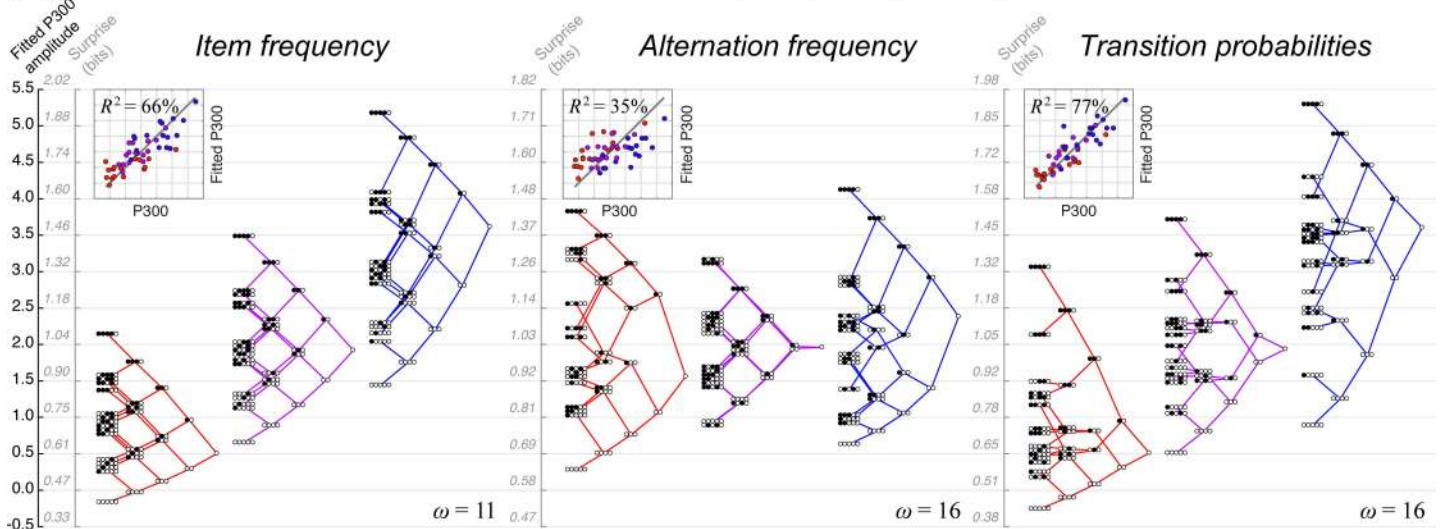 Fitted P300 amplitude
Surprise (bits)
Item frequency
Surprise (bits)
Alternation frequency
Surprise (bits)
Transition probabilities
5.5 2.02 1.82 1.98
5.0 1.88 1.71 1.85
4.5 1.74 1.60 1.72
4.0 1.60 1.48 1.58
3.5 1.46 1.37 1.45
3.0 1.32 1.26 1.32
2.5 1.18 1.14 1.18
2.0 1.04 1.03 1.05
1.5 0.90 0.92 0.92
1.0 0.75 0.81 0.78
0.5 0.61 0.69 0.65
0.0 0.47 0.58 0.51
-0.5 0.33 0.47 0.38
R² = 66%
Fitted P300
P300
R² = 35%
Fitted P300
P300
R² = 77%
Fitted P300
P300
ω = 11
ω = 16
ω = 16